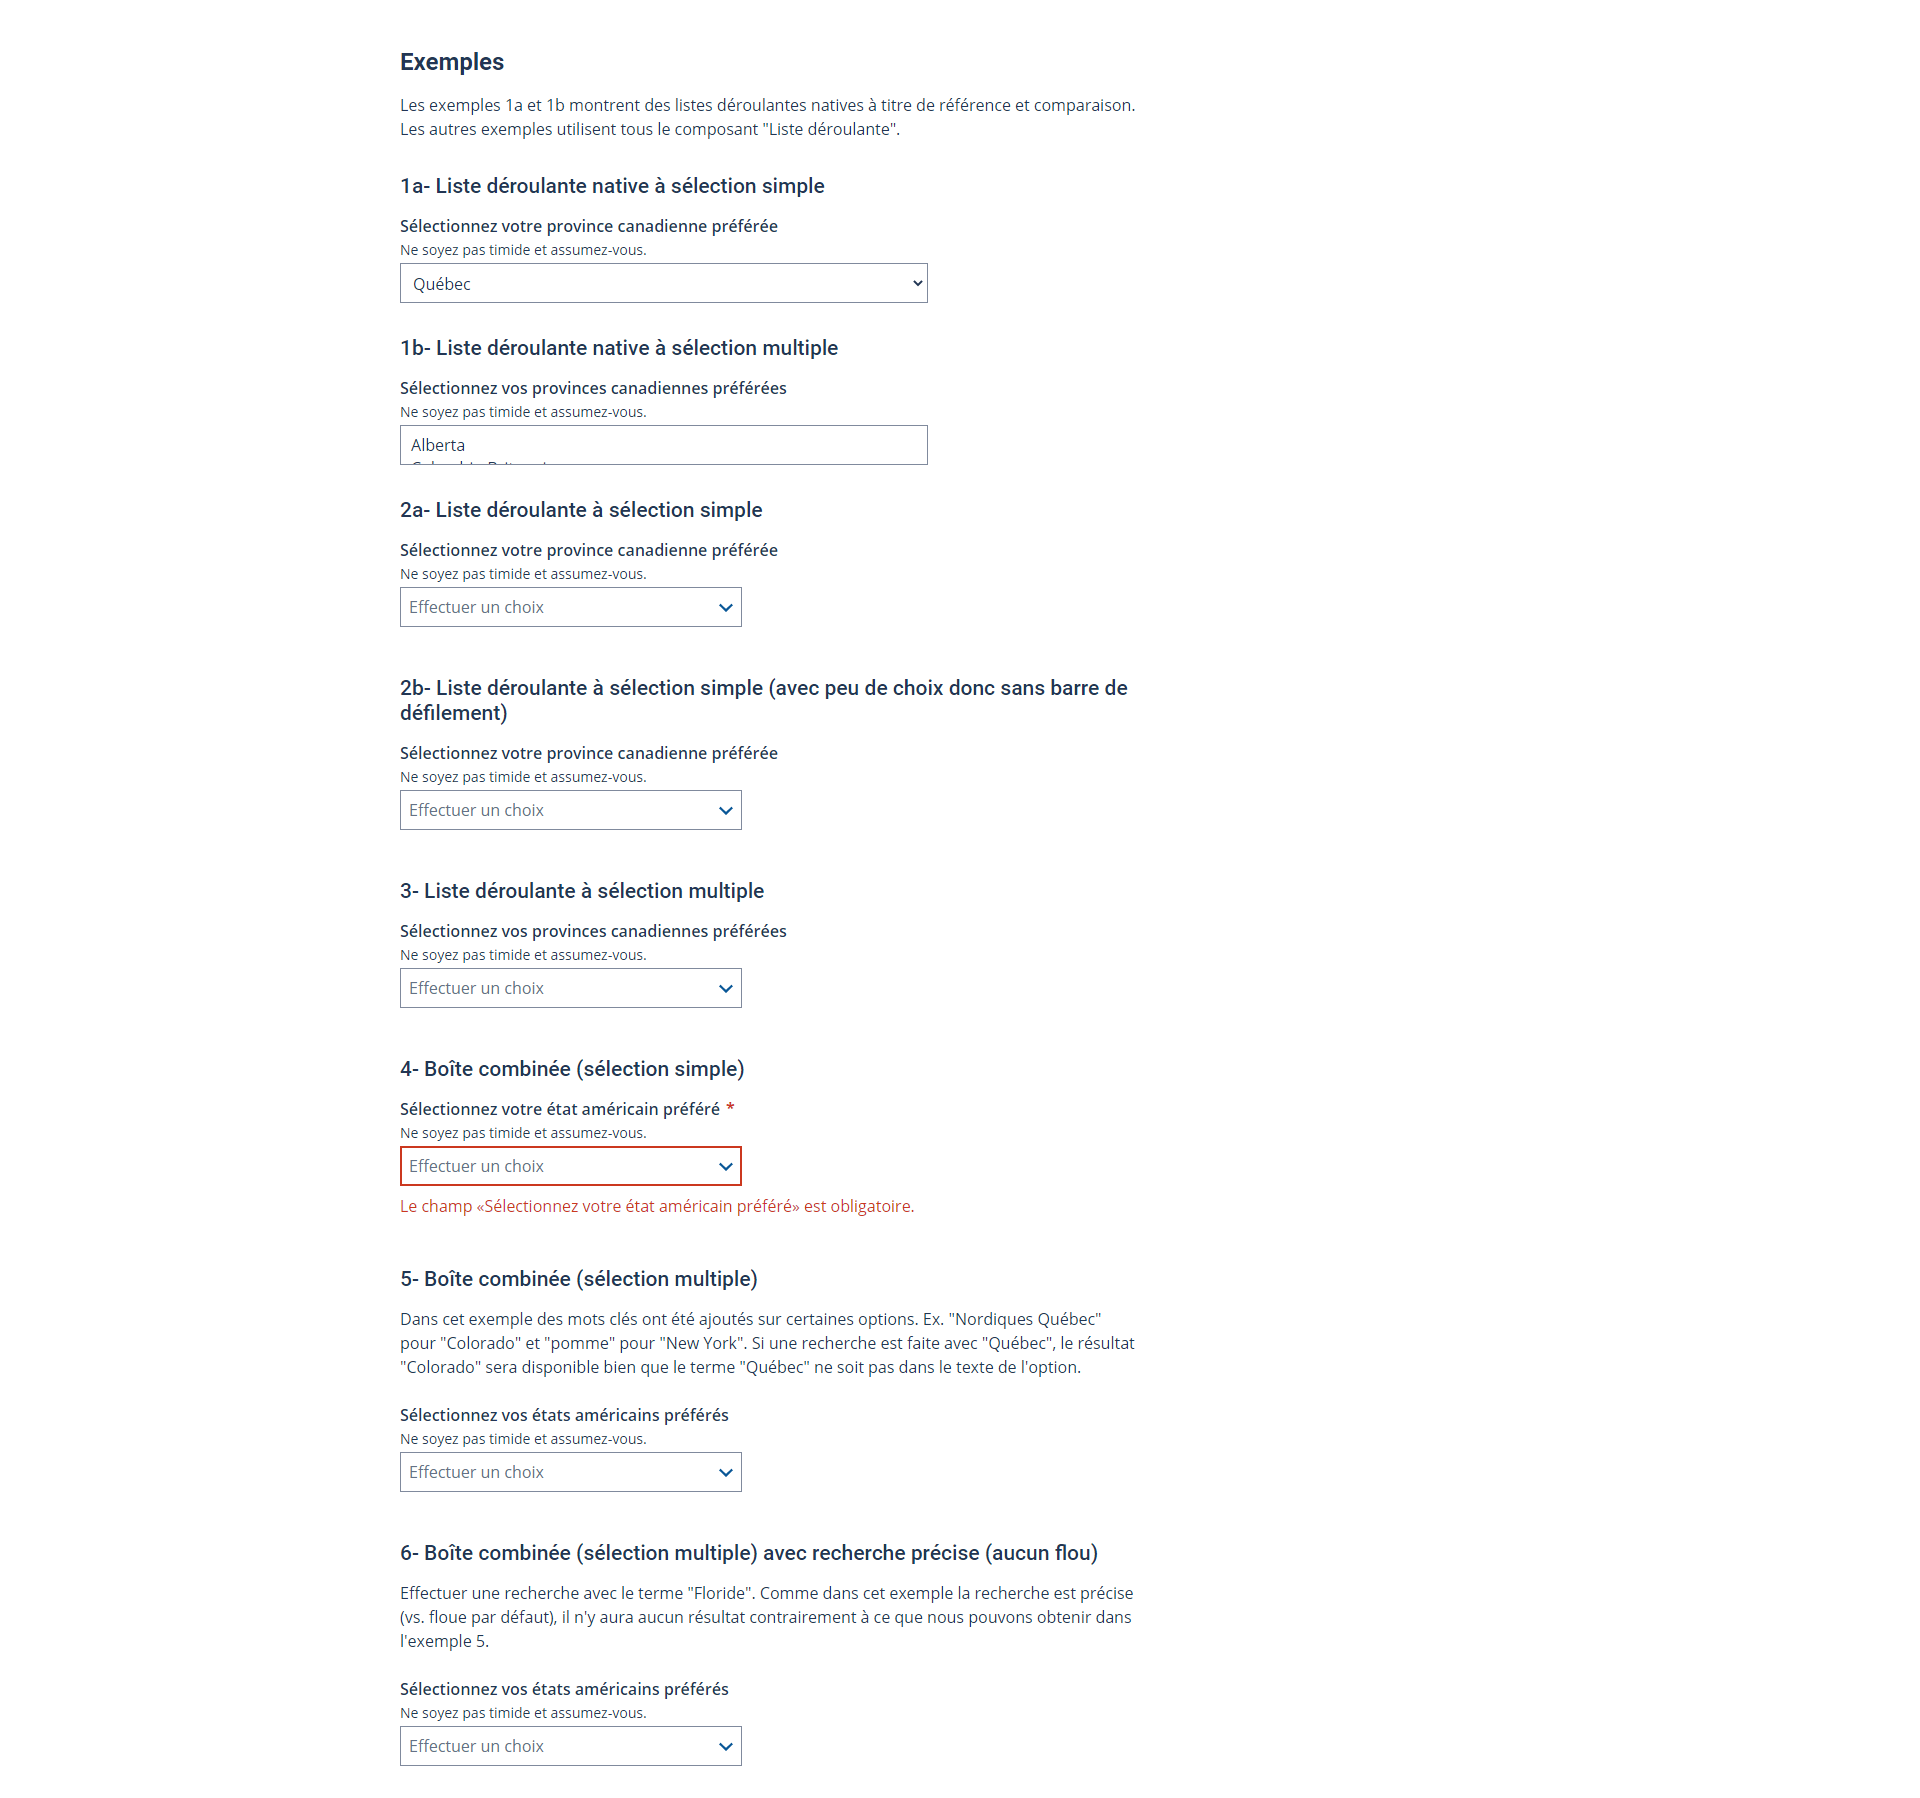 Exemples
Les exemples 1a et 1b montrent des listes déroulantes natives à titre de référence et comparaison.
Les autres exemples utilisent tous le composant "Liste déroulante".
1a- Liste déroulante native à sélection simple
Sélectionnez votre province canadienne préférée
Ne soyez pas timide et assumez-vous.
Québec
1b- Liste déroulante native à sélection multiple
Sélectionnez vos provinces canadiennes préférées
Ne soyez pas timide et assumez-vous.
Alberta
2a- Liste déroulante à sélection simple
Sélectionnez votre province canadienne préférée
Ne soyez pas timide et assumez-vous.
Effectuer un choix
2b- Liste déroulante à sélection simple (avec peu de choix donc sans barre de
défilement)
Sélectionnez votre province canadienne préférée
Ne soyez pas timide et assumez-vous.
Effectuer un choix
3- Liste déroulante à sélection multiple
Sélectionnez vos provinces canadiennes préférées
Ne soyez pas timide et assumez-vous.
Effectuer un choix
4- Boîte combinée (sélection simple)
Sélectionnez votre état américain préféré *
Ne soyez pas timide et assumez-vous.
Effectuer un choix
Le champ «Sélectionnez votre état américain préféré» est obligatoire.
5- Boîte combinée (sélection multiple)
Dans cet exemple des mots clés ont été ajoutés sur certaines options. Ex. "Nordiques Québec"
pour "Colorado" et "pomme" pour "New York". Si une recherche est faite avec "Québec", le résultat
"Colorado" sera disponible bien que le terme "Québec" ne soit pas dans le texte de l'option.
Sélectionnez vos états américains préférés
Ne soyez pas timide et assumez-vous.
Effectuer un choix
6- Boîte combinée (sélection multiple) avec recherche précise (aucun flou)
Effectuer une recherche avec le terme "Floride". Comme dans cet exemple la recherche est précise
(vs. floue par défaut), il n'y aura aucun résultat contrairement à ce que nous pouvons obtenir dans
l'exemple 5.
Sélectionnez vos états américains préférés
Ne soyez pas timide et assumez-vous.
Effectuer un choix